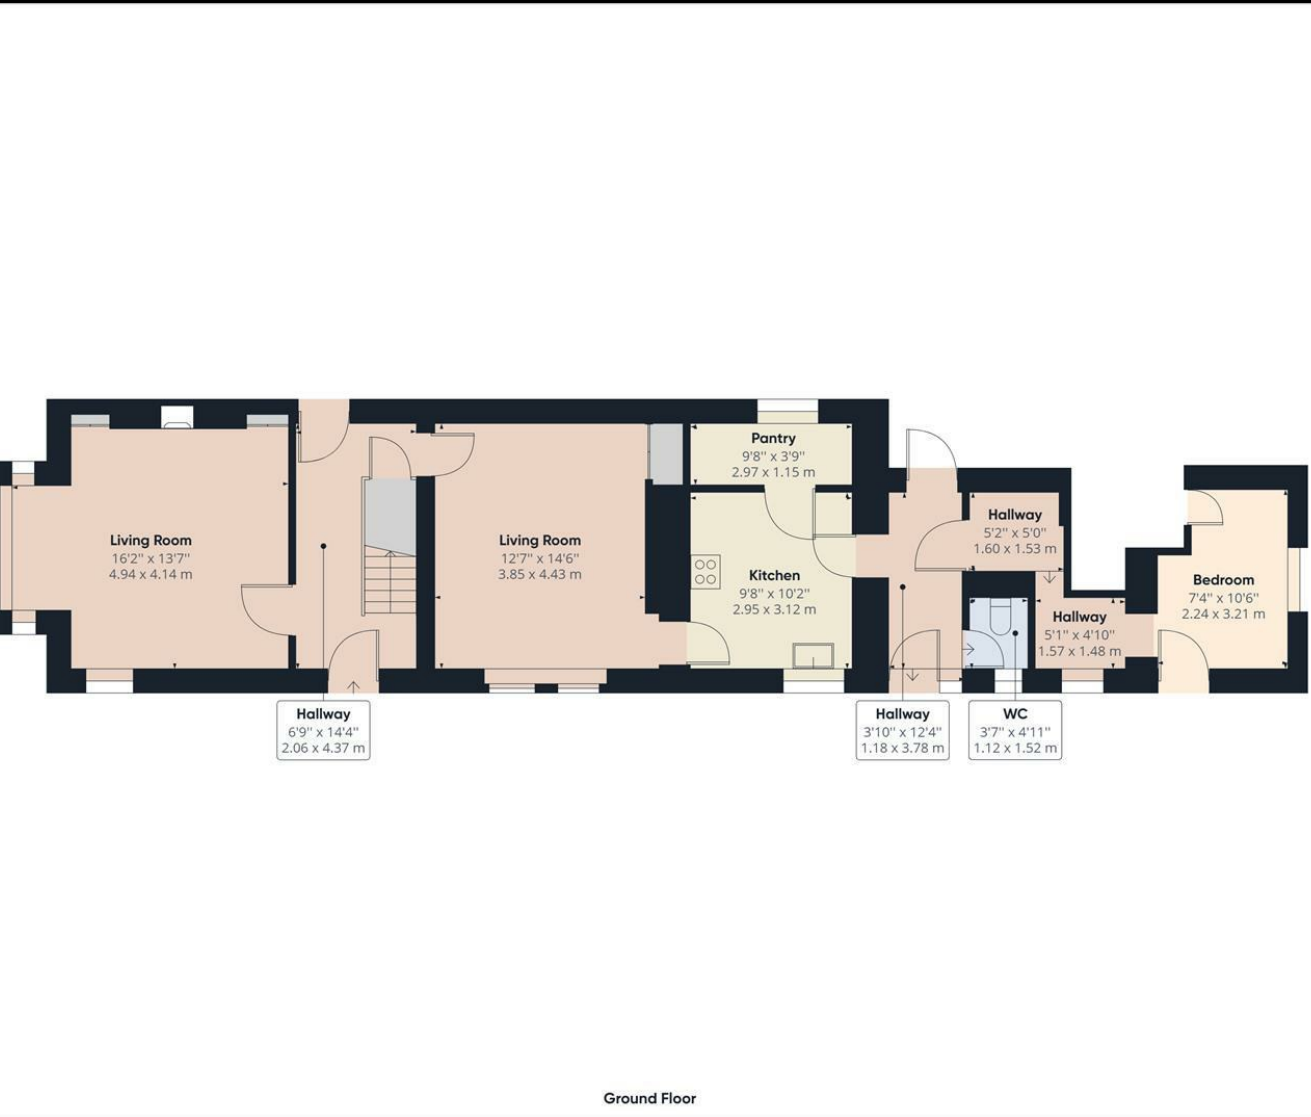 Living Room
16'2" x 13'7"
4.94 x 4.14 m
Living Room
12'7" x 14'6"
3.85 x 4.43 m
Pantry
9'8" x 3'9"
2.97 x 1.15 m
Kitchen
9'8" x 10'2"
2.95 x 3.12 m
Hallway
5'2" x 5'0"
1.60 x 1.53 m
Hallway
5'1" x 4'10"
1.57 x 1.48 m
Bedroom
7'4" x 10'6"
2.24 x 3.21 m
Hallway
6'9" x 14'4"
2.06 x 4.37 m
Hallway
3'10" x 12'4"
1.18 x 3.78 m
WC
3'7" x 4'11"
1.12 x 1.52 m
Ground Floor